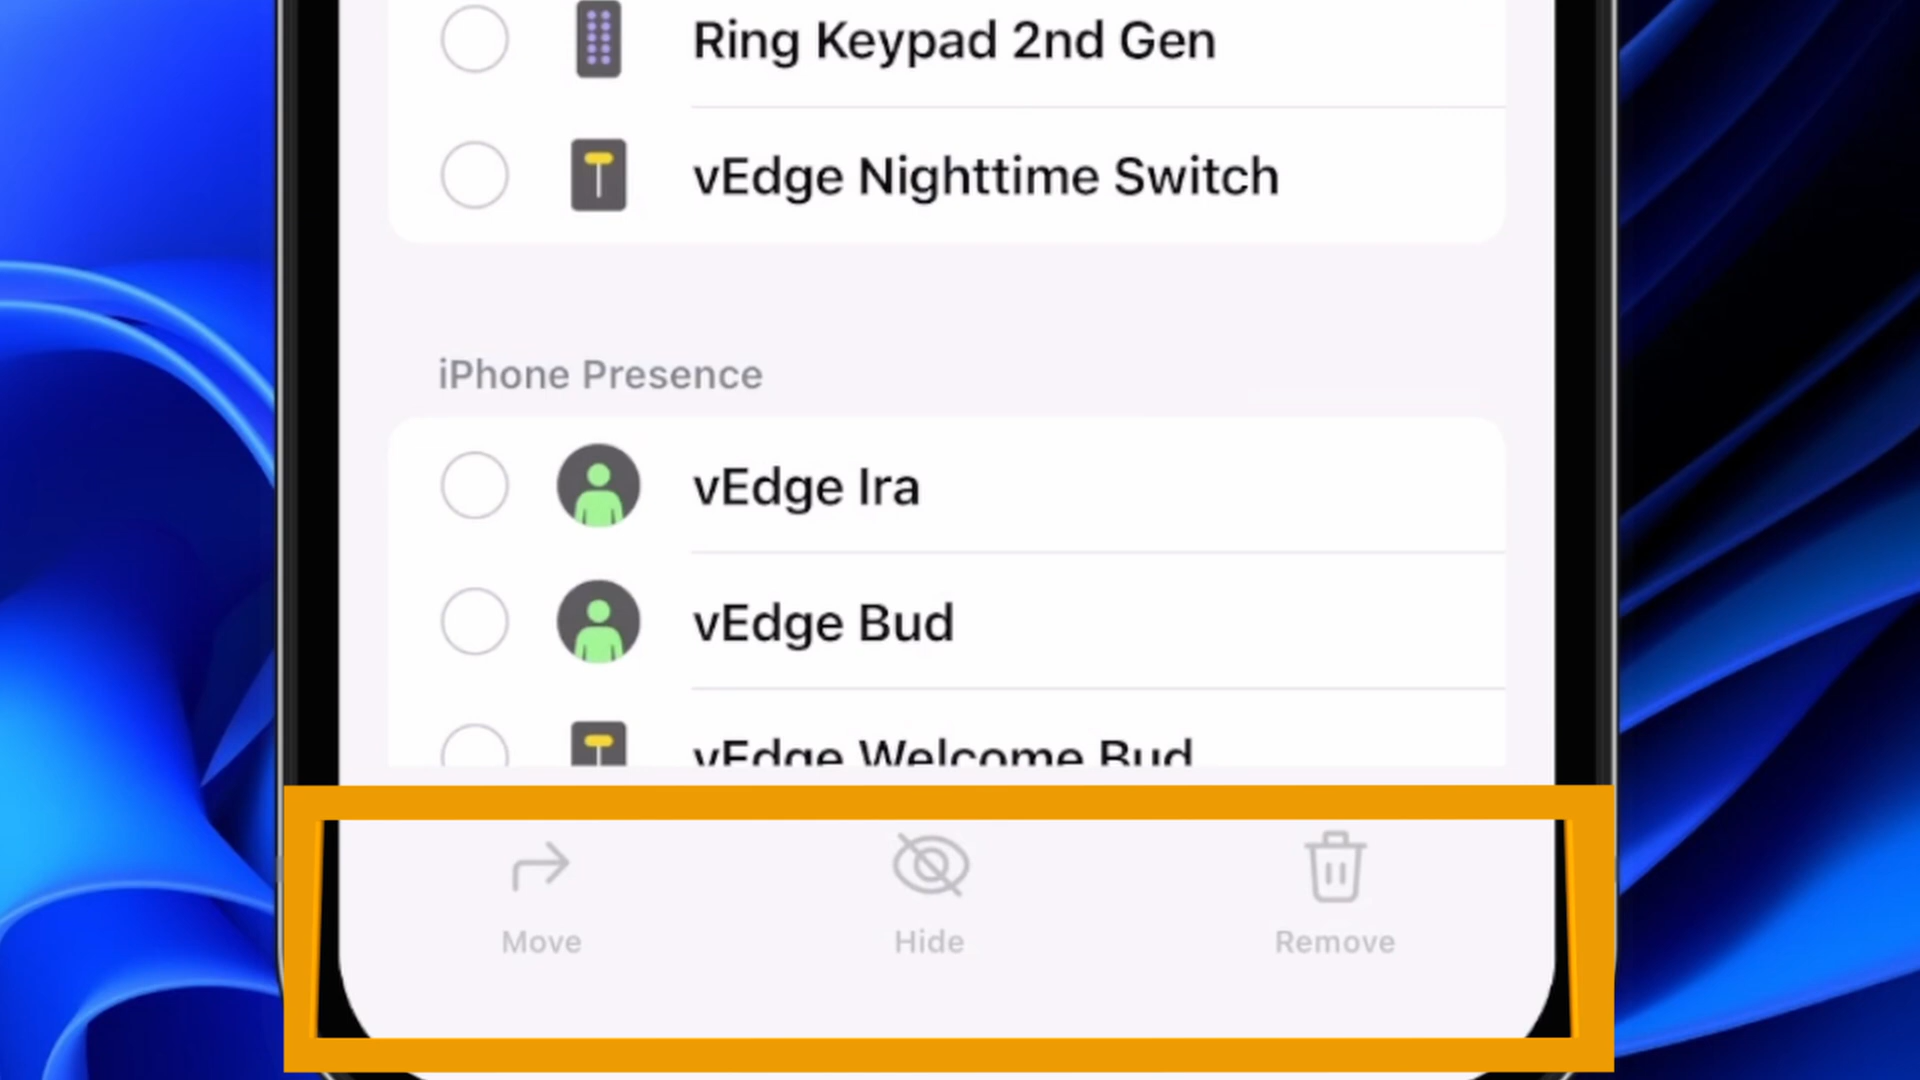 Ring Keypad 2nd Gen
vEdge Nighttime Switch
iPhone Presence
vEdge Ira
vEdge Bud
vEdge Welcome Bud
Move
Hide
Remove